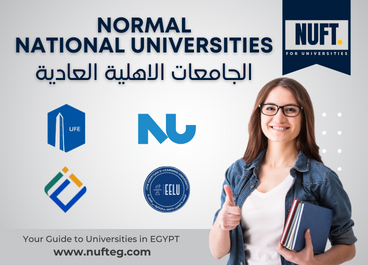 NORMAL
NATIONAL UNIVERSITIES
الجامعات الاهلية العادية
NUFT.
FOR UNIVERSITIES
UFE
NU
EELU
Your Guide to Universities in EGYPT
www.nufteg.com